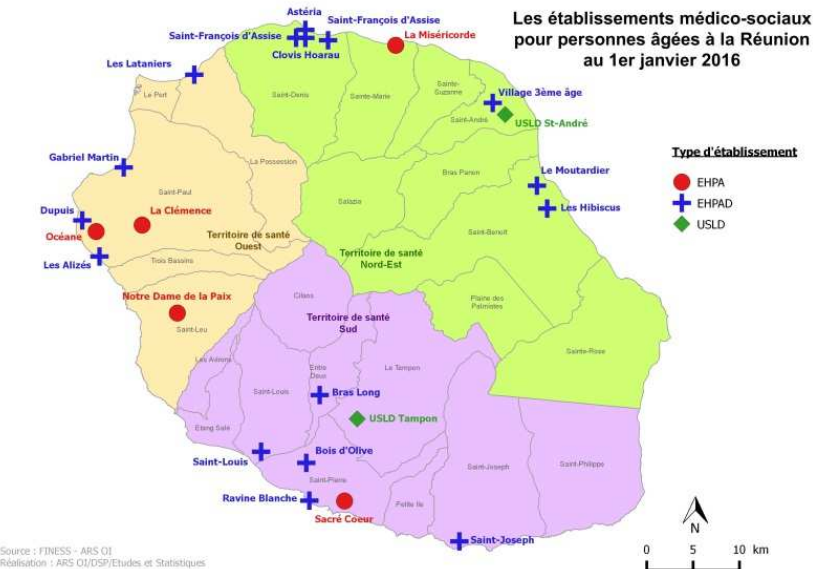 Les établissements médico-sociaux
pour personnes âgées à la Réunion
au 1er janvier 2016
Astéria
Saint-François d'Assise
Saint-François d'Assise
La Miséricorde
Clovis Hoarau
Les Lataniers
Le Port
Saint-Denis
Sainte-Marie
Sainte-
Suzanne
Village 3ème âge
Saint-André
USLD St-André
Type d'établissement
EHPA
EHPAD
USLD
Gabriel Martin
La Possession
Saint-Paul
Bras Panon
Le Moutardier
Salazie
Les Hibiscus
Dupuis
La Clémence
Océane
Territoire de santé
Ouest
Saint-Benoit
Territoire de santé
Nord-Est
Les Alizés
Trois Bassins
Notre Dame de la Paix
Cilaos
Plaine des
Palmistes
Territoire de santé
Sud
Saint-Leu
Sainte-Rose
Les Avirons
Entre
Deux
Le Tampon
Saint-Louis
Bras Long
USLD Tampon
Etang Salé
Bois d'Olive
Saint-Louis
Saint-Joseph
Saint-Philippe
Saint-Pierre
Ravine Blanche
Petite Ile
Sacré Coeur
Saint-Joseph
N
0 5 10 km
Source : FINESS - ARS OI
Réalisation : ARS OI/DSP/Etudes et Statistiques